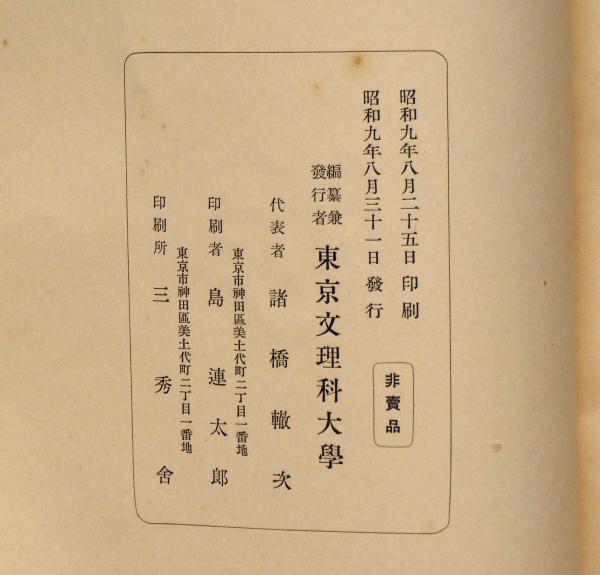 昭和九年八月二十五日印刷
昭和九年八月三十一日發行
非賣品
編纂兼
發行者
東京文理科大學
代表者 諸橋轍次
東京市神田區美土代町二丁目一番地
印刷者 島連太郎
東京市神田區美土代町二丁目一番地
印刷所 三秀舍